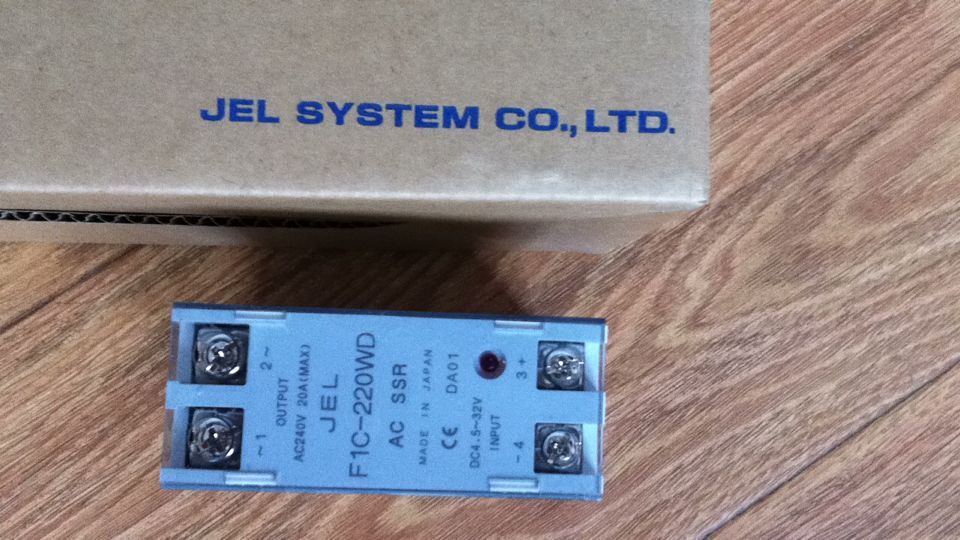 JEL SYSTEM CO., LTD.
~ 1 2 ~
OUTPUT
AC240V 20A(MAX)
JEL
F1C-220WD
AC SSR
MADE IN JAPAN
CE DA01
DC4.5~32V
INPUT
- 4 3 +